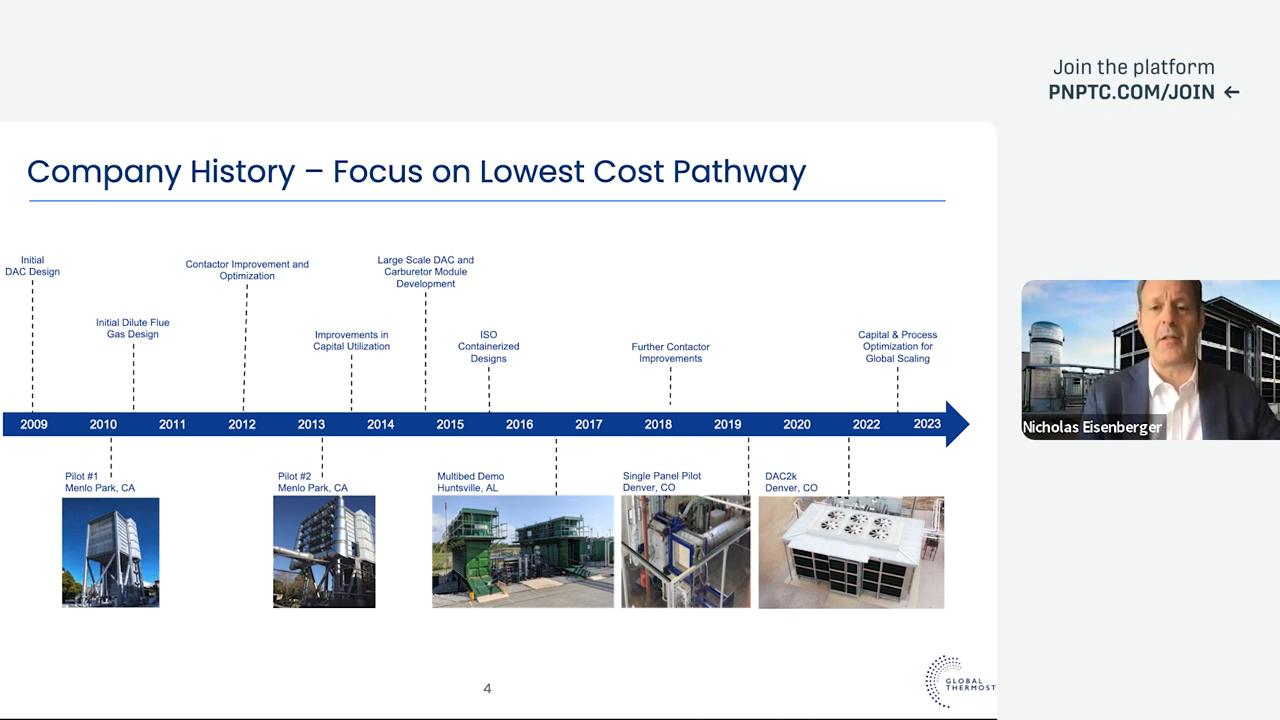 Join the platform
PNPTC.COM/JOIN ←
Company History – Focus on Lowest Cost Pathway
Initial
DAC Design
Initial Dilute Flue
Gas Design
Contactor Improvement and
Optimization
Improvements in
Capital Utilization
Large Scale DAC and
Carburetor Module
Development
ISO
Containerized
Designs
Further Contactor
Improvements
Capital & Process
Optimization for
Global Scaling
2009 2010 2011 2012 2013 2014 2015 2016 2017 2018 2019 2020 2022 2023
Pilot #1
Menlo Park, CA
Pilot #2
Menlo Park, CA
Multibed Demo
Huntsville, AL
Single Panel Pilot
Denver, CO
DAC2k
Denver, CO
Nicholas Eisenberger
4
GLOBAL
THERMOST